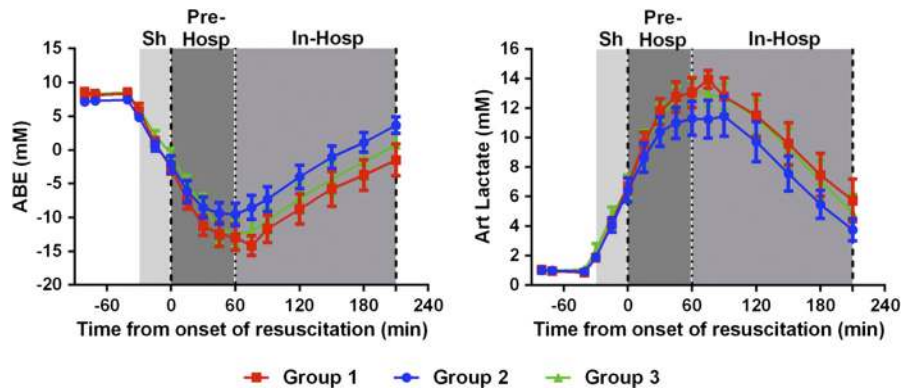 Pre-
Sh Hosp In-Hosp
10
5
0
-5
-10
-15
-20
ABE (mM)
-60 0 60 120 180 240
Time from onset of resuscitation (min)
Pre-
Sh Hosp In-Hosp
16
14
12
10
8
6
4
2
0
Art Lactate (mM)
-60 0 60 120 180 240
Time from onset of resuscitation (min)
Group 1 Group 2 Group 3